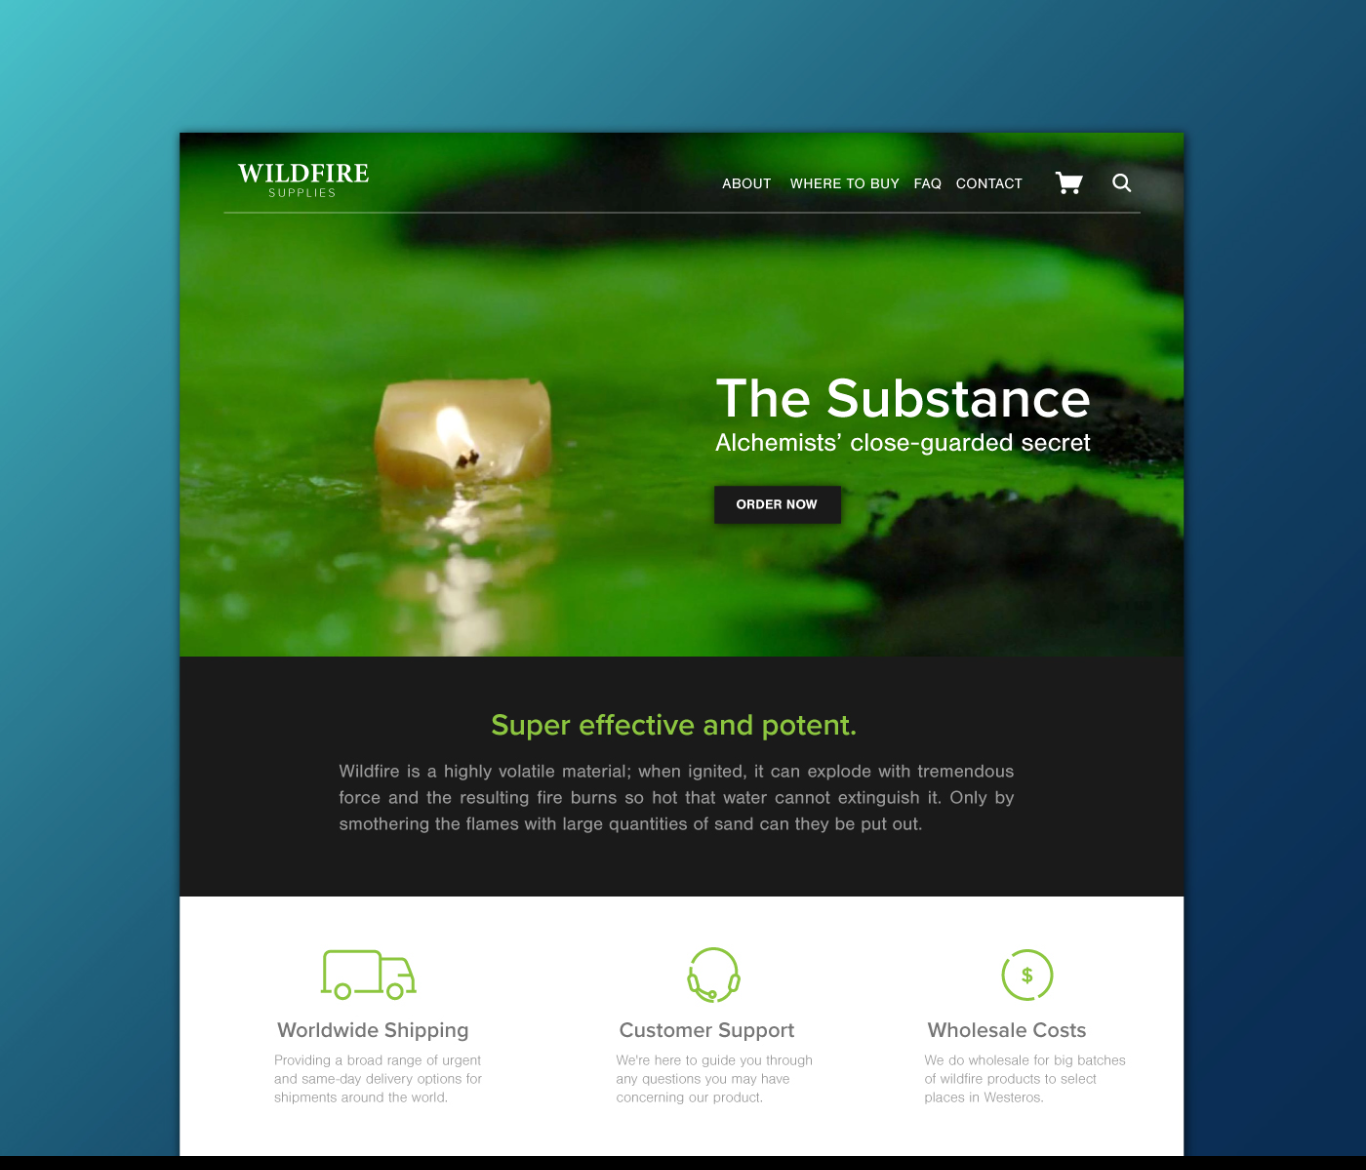 WILDFIRE
SUPPLIES
ABOUT WHERE TO BUY FAQ CONTACT
The Substance
Alchemists’ close-guarded secret
ORDER NOW
Super effective and potent.
Wildfire is a highly volatile material; when ignited, it can explode with tremendous
force and the resulting fire burns so hot that water cannot extinguish it. Only by
smothering the flames with large quantities of sand can they be put out.
$
Worldwide Shipping
Providing a broad range of urgent
and same-day delivery options for
shipments around the world.
Customer Support
We're here to guide you through
any questions you may have
concerning our product.
Wholesale Costs
We do wholesale for big batches
of wildfire products to select
places in Westeros.